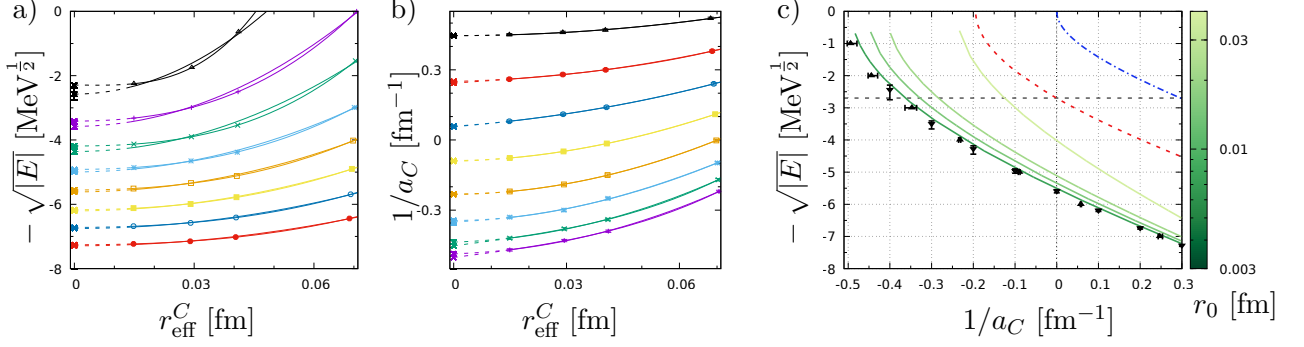 a)
− √|E| [MeV^{1/2}]
−0
−2
−4
−6
−8
0
0.03
0.06
r^C_eff [fm]
b)
1/a_C [fm^{−1}]
0.3
0
-0.3
0
0.03
0.06
r^C_eff [fm]
c)
− √|E| [MeV^{1/2}]
0
-1
-2
-3
-4
-5
-6
-7
-8
-0.5 -0.4 -0.3 -0.2 -0.1 0 0.1 0.2 0.3
1/a_C [fm^{−1}]
0.03
0.01
0.003
r_0 [fm]